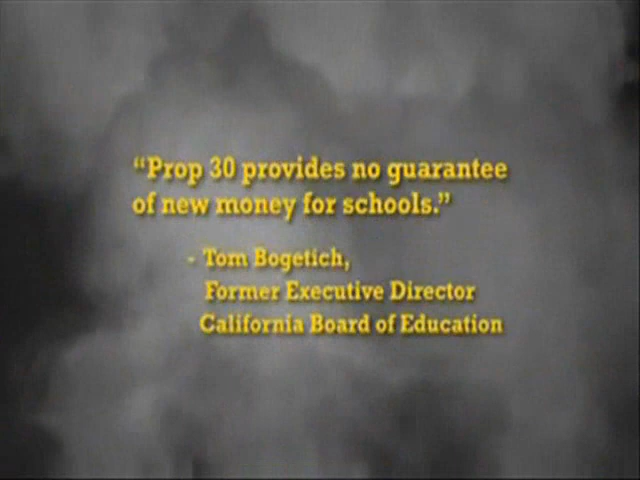 “Prop 30 provides no guarantee
of new money for schools.”
- Tom Bogetich,
Former Executive Director
California Board of Education